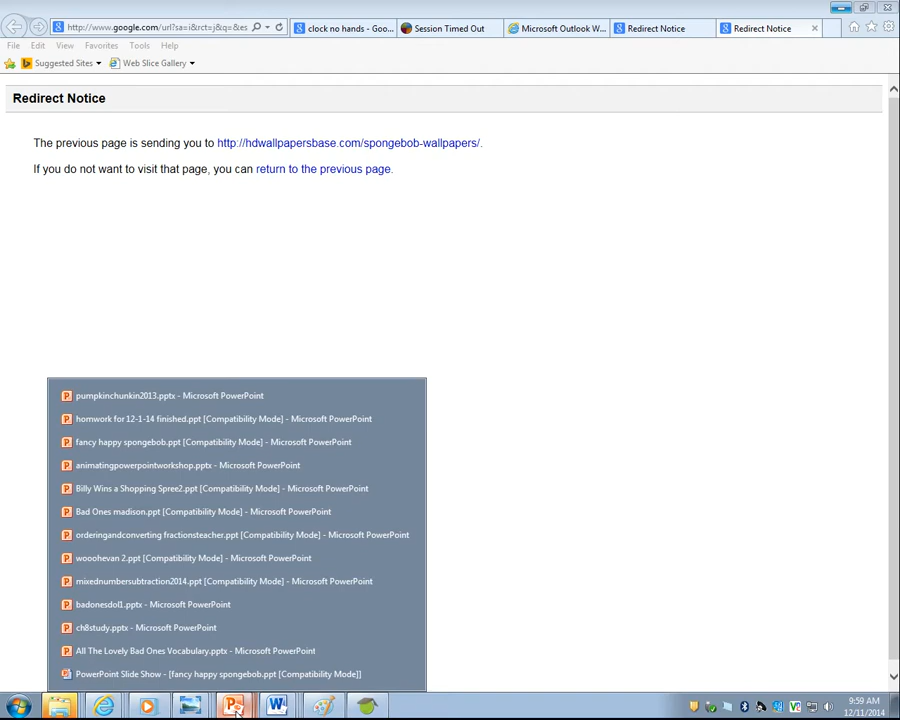 http://www.google.com/url?sa=i&rct=j&q=&es
clock no hands - Goo...
Session Timed Out
Microsoft Outlook W...
Redirect Notice
Redirect Notice
File Edit View Favorites Tools Help
Suggested Sites
Web Slice Gallery
Redirect Notice
The previous page is sending you to http://hdwallpapersbase.com/spongebob-wallpapers/.
If you do not want to visit that page, you can return to the previous page.
pumpkinchunkin2013.pptx - Microsoft PowerPoint
homwork for 12-1-14 finished.ppt [Compatibility Mode] - Microsoft PowerPoint
fancy happy spongebob.ppt [Compatibility Mode] - Microsoft PowerPoint
animatingpowerpointworkshop.pptx - Microsoft PowerPoint
Billy Wins a Shopping Spree2.ppt [Compatibility Mode] - Microsoft PowerPoint
Bad Ones madison.ppt [Compatibility Mode] - Microsoft PowerPoint
orderingandconverting fractionsteacher.ppt [Compatibility Mode] - Microsoft PowerPoint
wooohevan 2.ppt [Compatibility Mode] - Microsoft PowerPoint
mixednumbersubtraction2014.ppt [Compatibility Mode] - Microsoft PowerPoint
badonesdol1.pptx - Microsoft PowerPoint
ch8study.pptx - Microsoft PowerPoint
All The Lovely Bad Ones Vocabulary.pptx - Microsoft PowerPoint
PowerPoint Slide Show - [fancy happy spongebob.ppt [Compatibility Mode]]
9:59 AM
12/11/2014